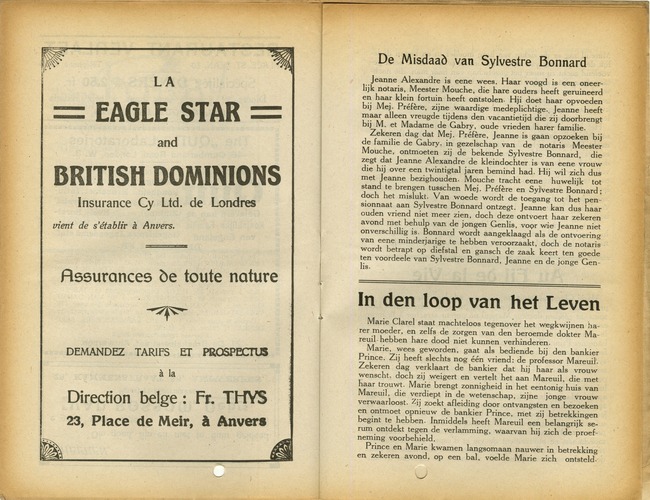 LA
EAGLE STAR
and
BRITISH DOMINIONS
Insurance Cy Ltd. de Londres
vient de s'établir à Anvers.
Assurances de toute nature
DEMANDEZ TARIFS ET PROSPECTUS
à la
Direction belge : Fr. THYS
23, Place de Meir, à Anvers
De Misdaad van Sylvestre Bonnard
Jeanne Alexandre is eene wees. Haar voogd is een oneer-
lijk notaris, Meester Mouche, die hare ouders heeft geruineerd
en haar klein fortuin heeft ontstolen. Hij doet haar opvoeden
bij Mej. Préfère, zijne waardige medeplichtige. Jeanne heeft
maar alleen vreugde tijdens den vacantietijd die zij doorbrengt
bij M. et Madame de Gabry, oude vrieden harer familie.
Zekeren dag dat Mej. Préfère, Jeanne is gaan opzoeken bij
de familie de Gabry, in gezelschap van de notaris Meester
Mouche, ontmoeten zij de bekende Sylvestre Bonnard, die
zegt dat Jeanne Alexandre de kleindochter is van eene vrouw
die hij over een twintigtal jaren bemind had. Hij wil zich dus
met Jeanne bezighouden. Mouche tracht eene huwelijk tot
stand te brengen tusschen Mej. Préfère en Sylvestre Bonnard;
doch het mislukt. Van woede wordt de toegang tot het pen-
sionnaat aan Sylvestre Bonnard ontzegt. Jeanne kan dus haar
ouden vriend niet meer zien, doch deze ontvoert haar zekeren
avond met behulp van de jongen Genlis, voor wie Jeanne niet
onverschillig is. Bonnard wordt aangeklaagd als de ontvoering
van eene minderjarige te hebben veroorzaakt, doch de notaris
wordt betrapt op diefstal en gansch de zaak keert ten goede
ten voordeele van Sylvestre Bonnard, Jeanne en de jonge Gen-
lis.
In den loop van het Leven
Marie Clarel staat machteloos tegenover het wegkwijnen ha-
rer moeder, en zelfs de zorgen van den beroemde dokter Ma-
reuil hebben hare dood niet kunnen verhinderen.
Marie, wees geworden, gaat als bediende bij den bankier
Prince. Zij heeft slechts nog één vriend: de professor Mareuil.
Zekeren dag verklaart de bankier dat hij haar als vrouw
wenscht, doch zij weigert en vertelt het aan Mareuil, die met
haar trouwt. Marie brengt zonnigheid in het eentonig huis van
Mareuil, die verdiept in de wetenschap, zijne jonge vrouw
verwaarloost. Zij zoekt afleiding door ontvangsten en bezoeken
en ontmoet opnieuw de bankier Prince, met zij betrekkingen
begint te hebben. Inmiddels heeft Mareuil een belangrijk se-
rum ontdekt tegen de verlamming, waarvan hij zich de proef-
neming voorbehield.
Prince en Marie kwamen langsomaan nauwer in betrekking
en zekeren avond, op een bal, voelde Marie zich ontsteld-